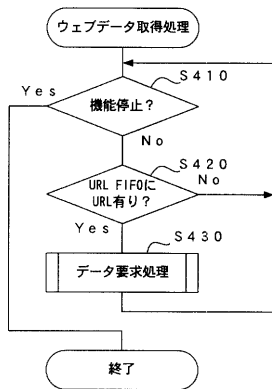 ウェブデータ取得処理
S410
Yes
機能停止?
No
S420
URL FIFOに
URL有り?
No
Yes
S430
データ要求処理
終了